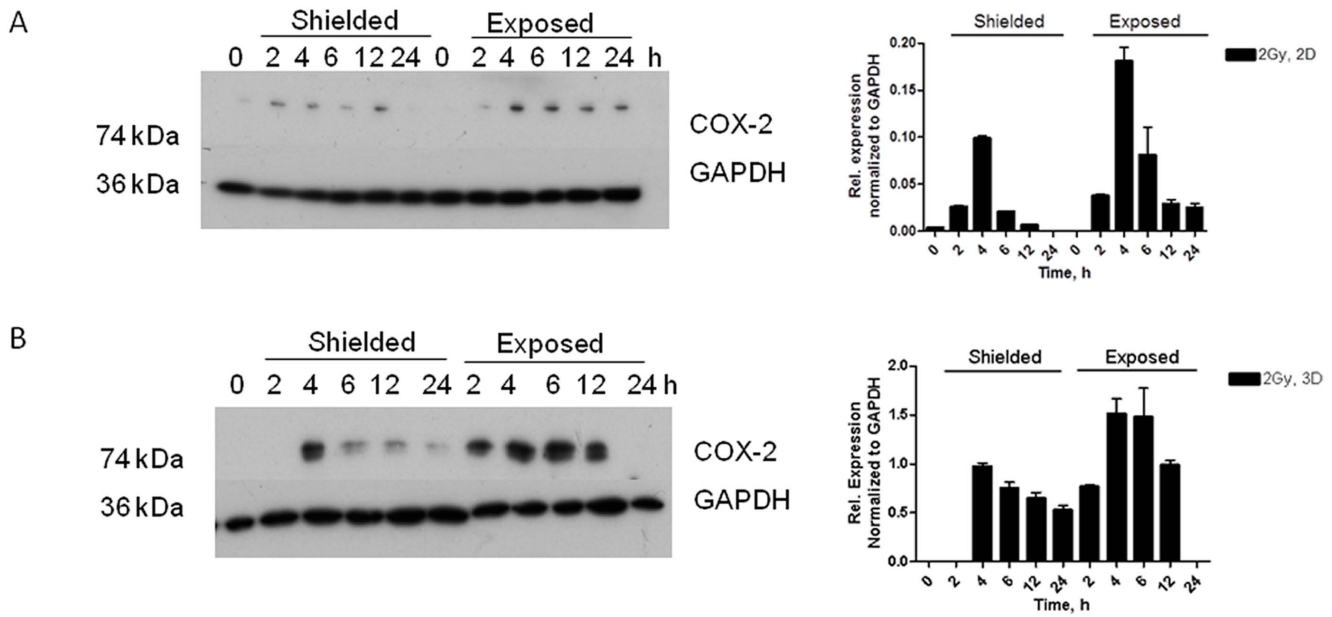 A
Shielded Exposed
0 2 4 6 12 24 0 2 4 6 12 24 h
74 kDa
36 kDa
COX-2
GAPDH
Shielded Exposed
2Gy, 2D
Rel. experession
normalized to GAPDH
0.20
0.15
0.10
0.05
0.00
0 2 4 6 12 24 0 2 4 6 12 24
Time, h
B
Shielded Exposed
0 2 4 6 12 24 2 4 6 12 24 h
74 kDa
36 kDa
COX-2
GAPDH
Shielded Exposed
2Gy, 3D
Rel. Expression
Normalized to GAPDH
2.0
1.5
1.0
0.5
0.0
0 2 4 6 12 24 2 4 6 12 24
Time, h